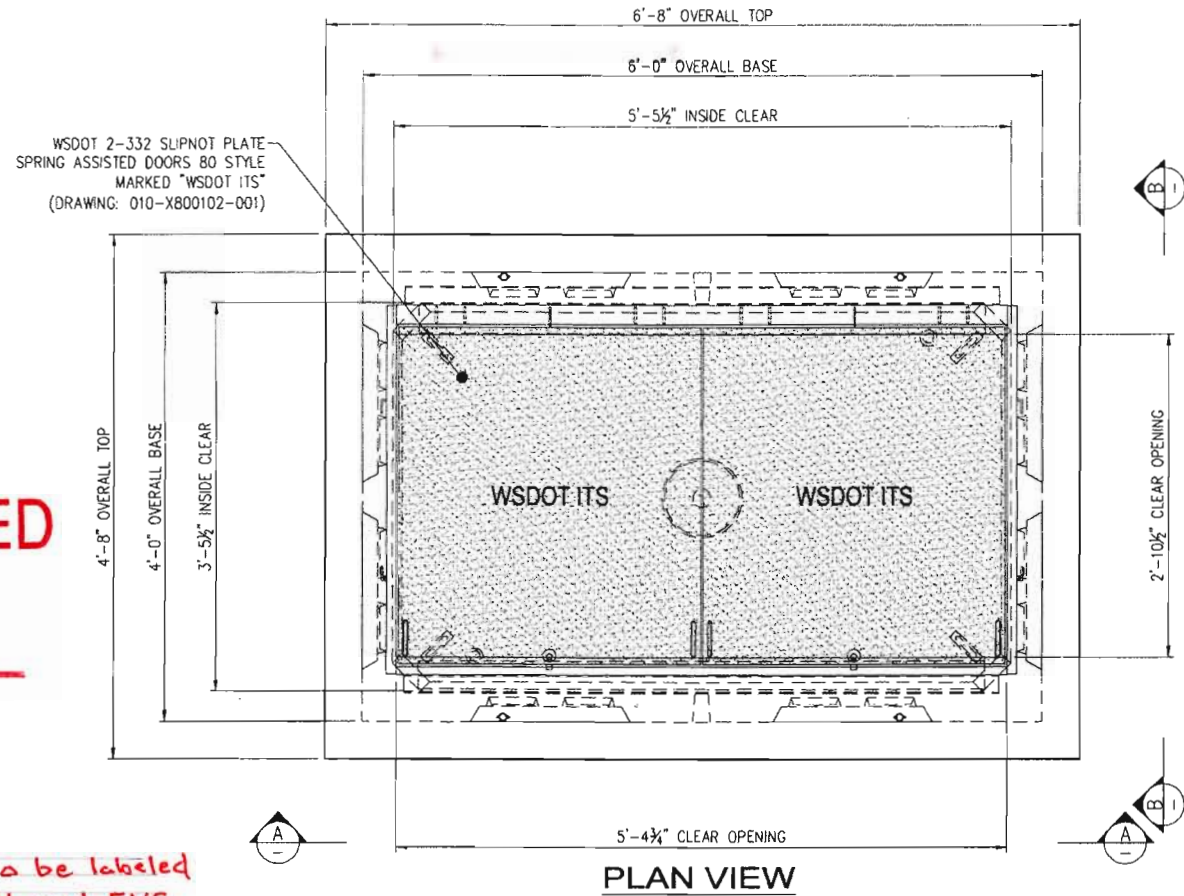 6'-8" OVERALL TOP
6'-0" OVERALL BASE
5'-5½" INSIDE CLEAR
WSDOT 2-332 SLIPNOT PLATE
SPRING ASSISTED DOORS 80 STYLE
MARKED "WSDOT ITS"
(DRAWING: 010-X800102-001)
B
4'-8" OVERALL TOP
4'-0" OVERALL BASE
3'-5½" INSIDE CLEAR
WSDOT ITS
WSDOT ITS
2'-10½" CLEAR OPENING
ED
A
5'-4¾" CLEAR OPENING
A
B
PLAN VIEW
be labeled